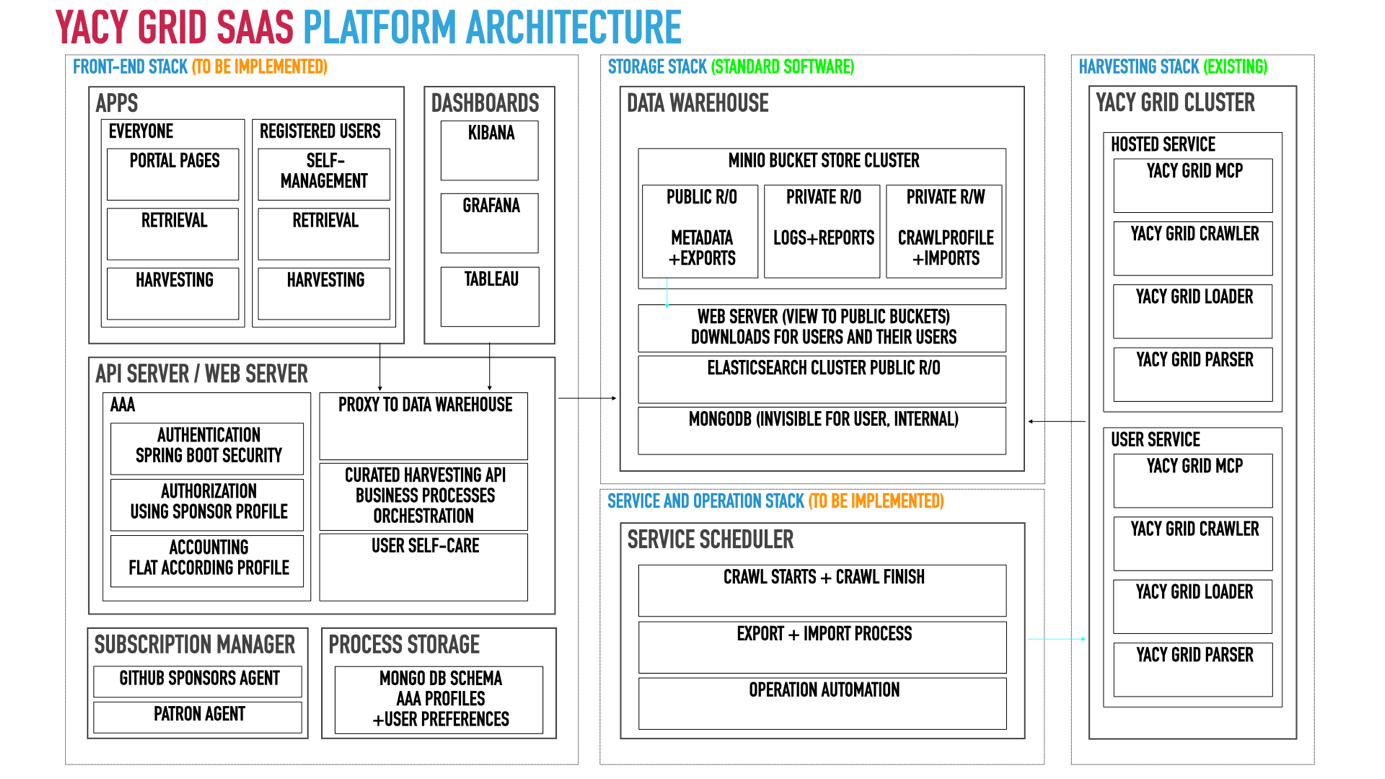 YACY GRID SAAS PLATFORM ARCHITECTURE
FRONT-END STACK (TO BE IMPLEMENTED)
APPS
EVERYONE
PORTAL PAGES
RETRIEVAL
HARVESTING
REGISTERED USERS
SELF-
MANAGEMENT
RETRIEVAL
HARVESTING
DASHBOARDS
KIBANA
GRAFANA
TABLEAU
API SERVER / WEB SERVER
AAA
AUTHENTICATION
SPRING BOOT SECURITY
AUTHORIZATION
USING SPONSOR PROFILE
ACCOUNTING
FLAT ACCORDING PROFILE
PROXY TO DATA WAREHOUSE
CURATED HARVESTING API
BUSINESS PROCESSES
ORCHESTRATION
USER SELF-CARE
SUBSCRIPTION MANAGER
GITHUB SPONSORS AGENT
PATRON AGENT
PROCESS STORAGE
MONGO DB SCHEMA
AAA PROFILES
+USER PREFERENCES
STORAGE STACK (STANDARD SOFTWARE)
DATA WAREHOUSE
MINIO BUCKET STORE CLUSTER
PUBLIC R/O
METADATA
+EXPORTS
PRIVATE R/O
LOGS+REPORTS
PRIVATE R/W
CRAWLPROFILE
+IMPORTS
WEB SERVER (VIEW TO PUBLIC BUCKETS)
DOWNLOADS FOR USERS AND THEIR USERS
ELASTICSEARCH CLUSTER PUBLIC R/O
MONGODB (INVISIBLE FOR USER, INTERNAL)
SERVICE AND OPERATION STACK (TO BE IMPLEMENTED)
SERVICE SCHEDULER
CRAWL STARTS + CRAWL FINISH
EXPORT + IMPORT PROCESS
OPERATION AUTOMATION
HARVESTING STACK (EXISTING)
YACY GRID CLUSTER
HOSTED SERVICE
YACY GRID MCP
YACY GRID CRAWLER
YACY GRID LOADER
YACY GRID PARSER
USER SERVICE
YACY GRID MCP
YACY GRID CRAWLER
YACY GRID LOADER
YACY GRID PARSER